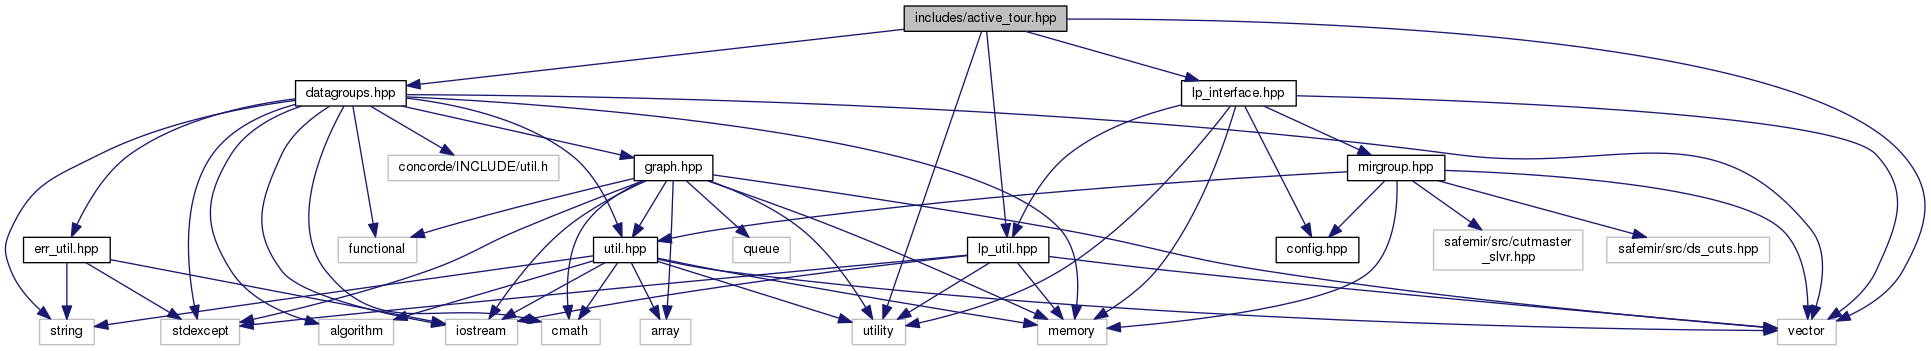 includes/active_tour.hpp
datagroups.hpp
lp_interface.hpp
concorde/INCLUDE/util.h
graph.hpp
mirgroup.hpp
err_util.hpp
functional
util.hpp
queue
lp_util.hpp
config.hpp
safemir/src/cutmaster
_slvr.hpp
safemir/src/ds_cuts.hpp
string
stdexcept
algorithm
iostream
cmath
array
utility
memory
vector